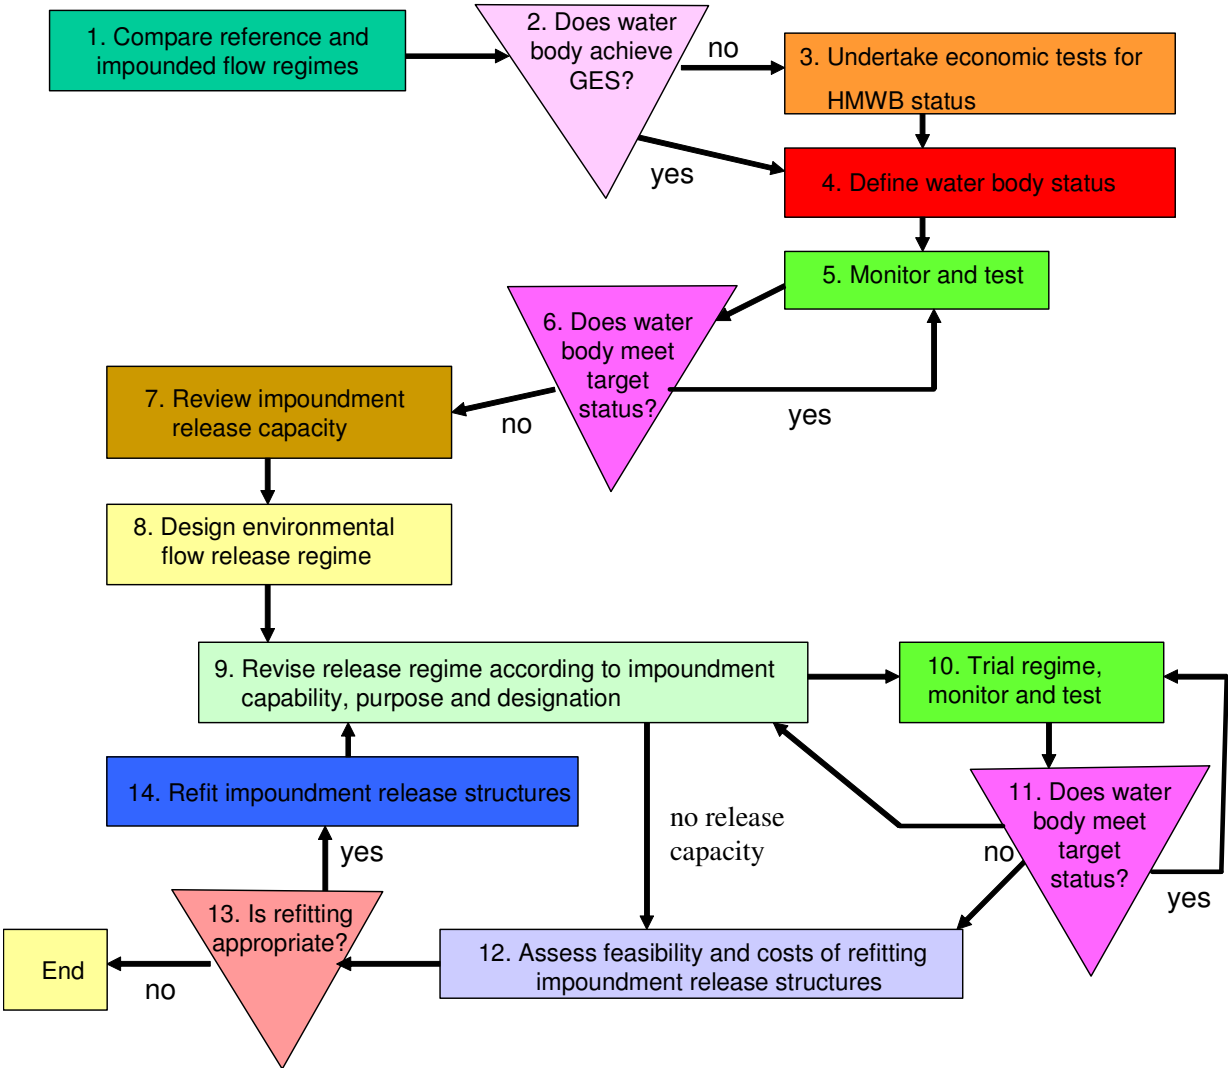 1. Compare reference and
impounded flow regimes
2. Does water
body achieve
GES?
no
3. Undertake economic tests for
HMWB status
yes
4. Define water body status
5. Monitor and test
6. Does water
body meet
target
status?
yes
no
7. Review impoundment
release capacity
8. Design environmental
flow release regime
9. Revise release regime according to impoundment
capability, purpose and designation
10. Trial regime,
monitor and test
11. Does water
body meet
target
status?
no
yes
no release
capacity
12. Assess feasibility and costs of refitting
impoundment release structures
13. Is refitting
appropriate?
yes
14. Refit impoundment release structures
no
End